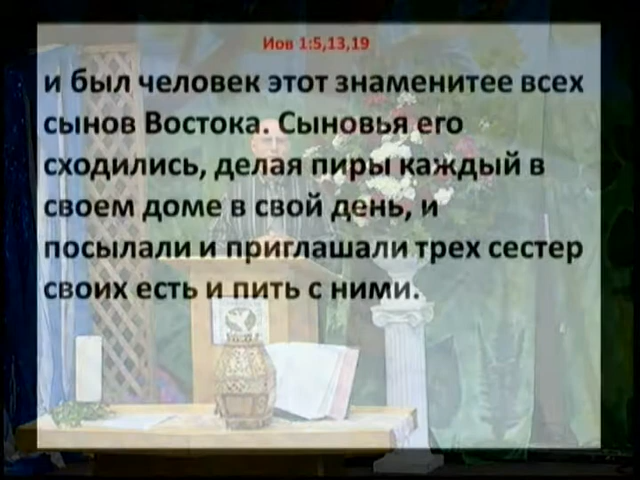 Иов 1:5,13,19
и был человек этот знаменитее всех
сынов Востока. Сыновья его
сходились, делая пиры каждый в
своем доме в свой день, и
посылали и приглашали трех сестер
своих есть и пить с ними.